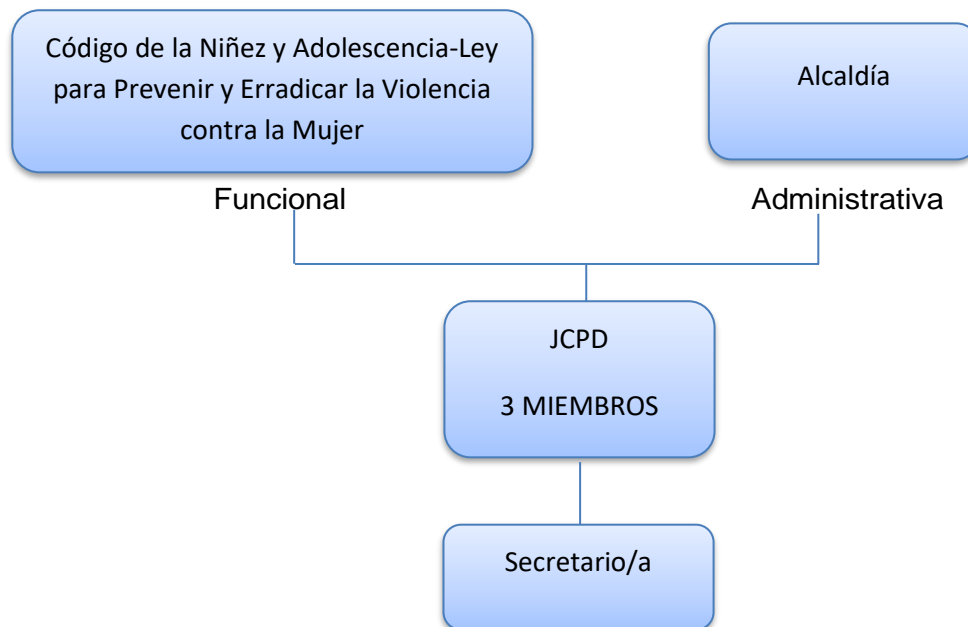 Código de la Niñez y Adolescencia-Ley
para Prevenir y Erradicar la Violencia
contra la Mujer
Alcaldía
Funcional
Administrativa
JCPD
3 MIEMBROS
Secretario/a